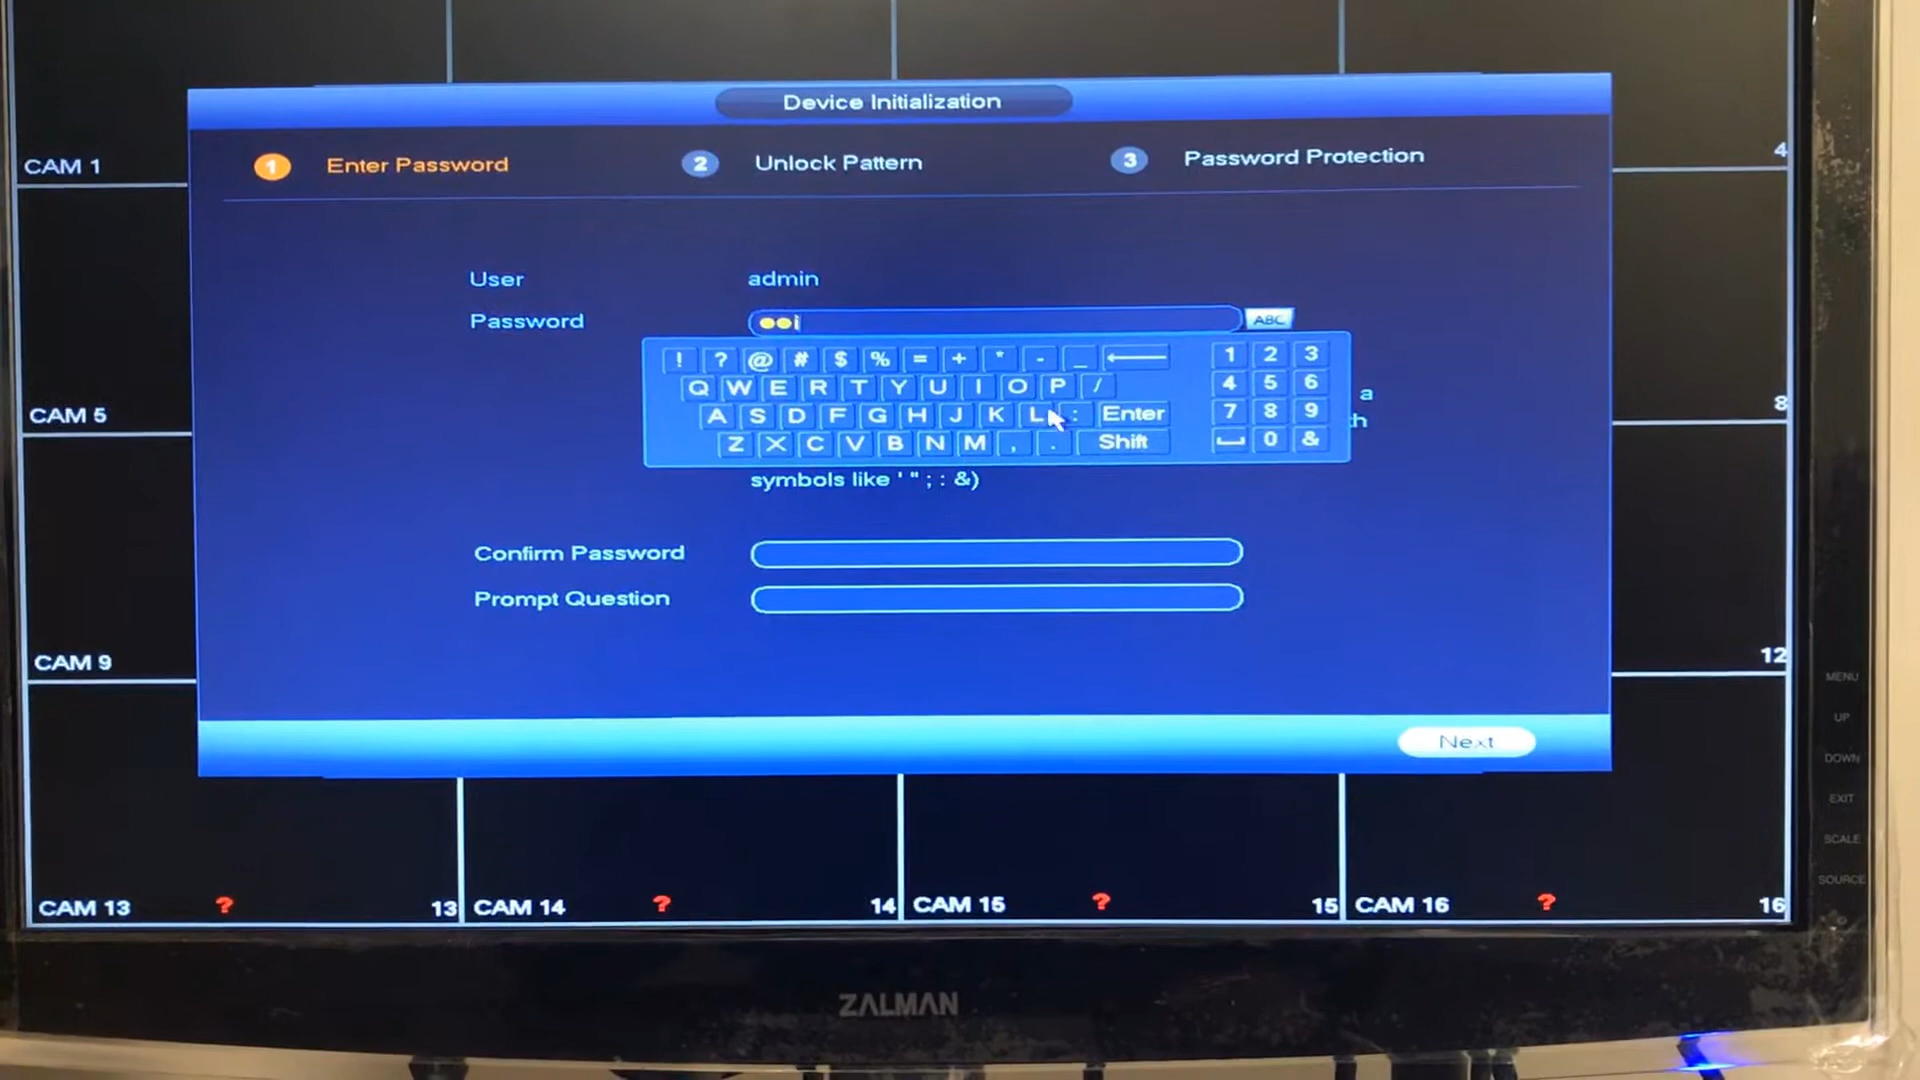 Device Initialization
1 Enter Password
2 Unlock Pattern
3 Password Protection
CAM 1
4
User admin
Password ●●i ABC
! ? @ # $ % = + * - _ 1 2 3
Q W E R T Y U I O P / 4 5 6
A S D F G H J K L : Enter 7 8 9
Z X C V B N M , . Shift 0 &
a
th
symbols like ' " ; : &)
CAM 5
8
Confirm Password
Prompt Question
CAM 9
12
Next
CAM 13 ? 13
CAM 14 ? 14
CAM 15 ? 15
CAM 16 ? 16
MENU
UP
DOWN
EXIT
SCALE
SOURCE
ZALMAN